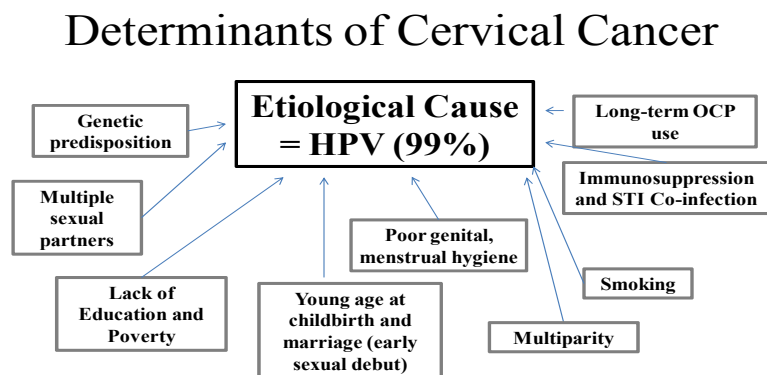 Determinants of Cervical Cancer
Etiological Cause
= HPV (99%)
Genetic
predisposition
Multiple
sexual
partners
Lack of
Education and
Poverty
Young age at
childbirth and
marriage (early
sexual debut)
Poor genital,
menstrual hygiene
Multiparity
Smoking
Immunosuppression
and STI Co-infection
Long-term OCP
use